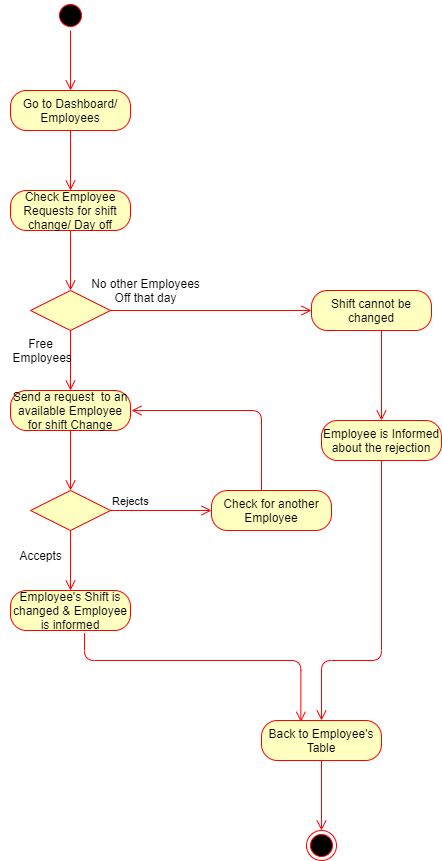 Go to Dashboard/
Employees
Check Employee
Requests for shift
change/ Day off
No other Employees
Off that day
Shift cannot be
changed
Free
Employees
Send a request to an
available Employee
for shift Change
Employee is Informed
about the rejection
Rejects
Check for another
Employee
Accepts
Employee's Shift is
changed & Employee
is informed
Back to Employee's
Table